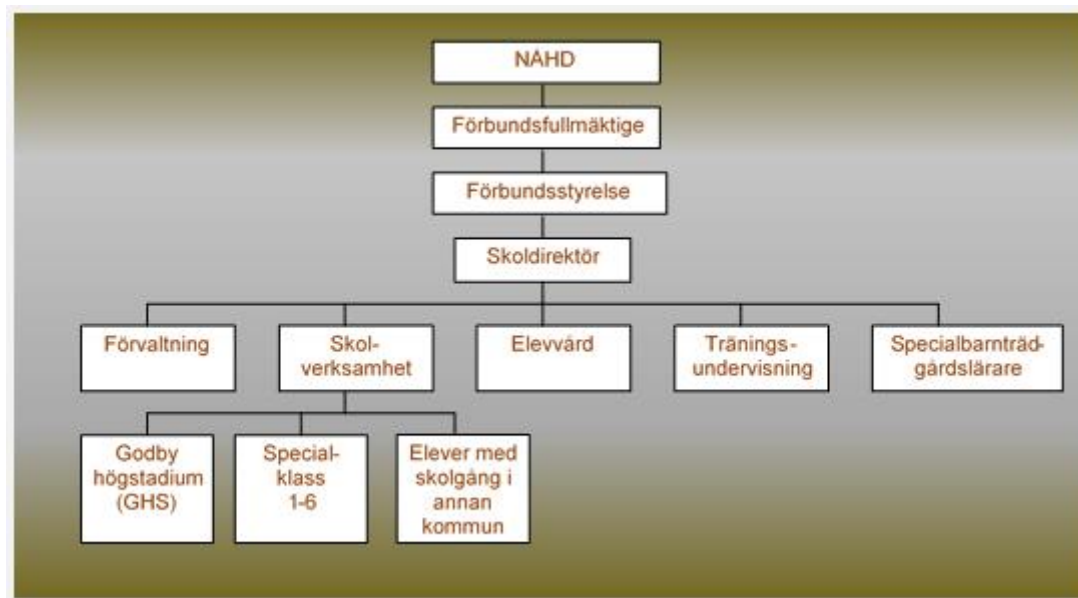 NÅHD
Förbundsfullmäktige
Förbundsstyrelse
Skoldirektör
Förvaltning
Skol-
verksamhet
Elevvård
Tränings-
undervisning
Specialbarnträd-
gårdslärare
Godby
högstadium
(GHS)
Special-
klass
1-6
Elever med
skolgång i
annan
kommun